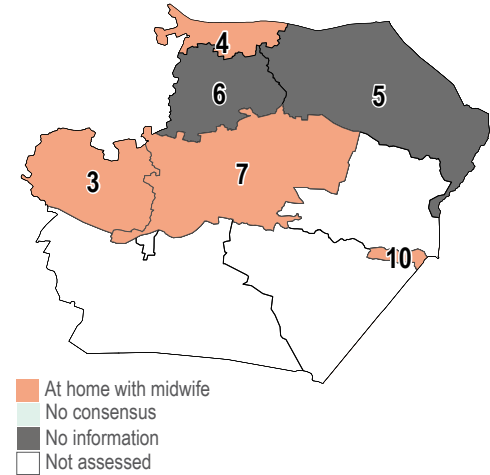 4
6
5
3
7
10
At home with midwife
No consensus
No information
Not assessed